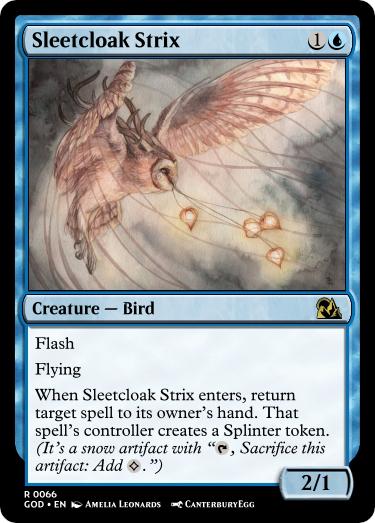 Sleetcloak Strix 1
Creature — Bird
Flash
Flying
When Sleetcloak Strix enters, return
target spell to its owner's hand. That
spell's controller creates a Splinter token.
(It's a snow artifact with “, Sacrifice this
artifact: Add .”)
2/1
R 0066
GOD • EN Amelia Leonards CanterburyEgg